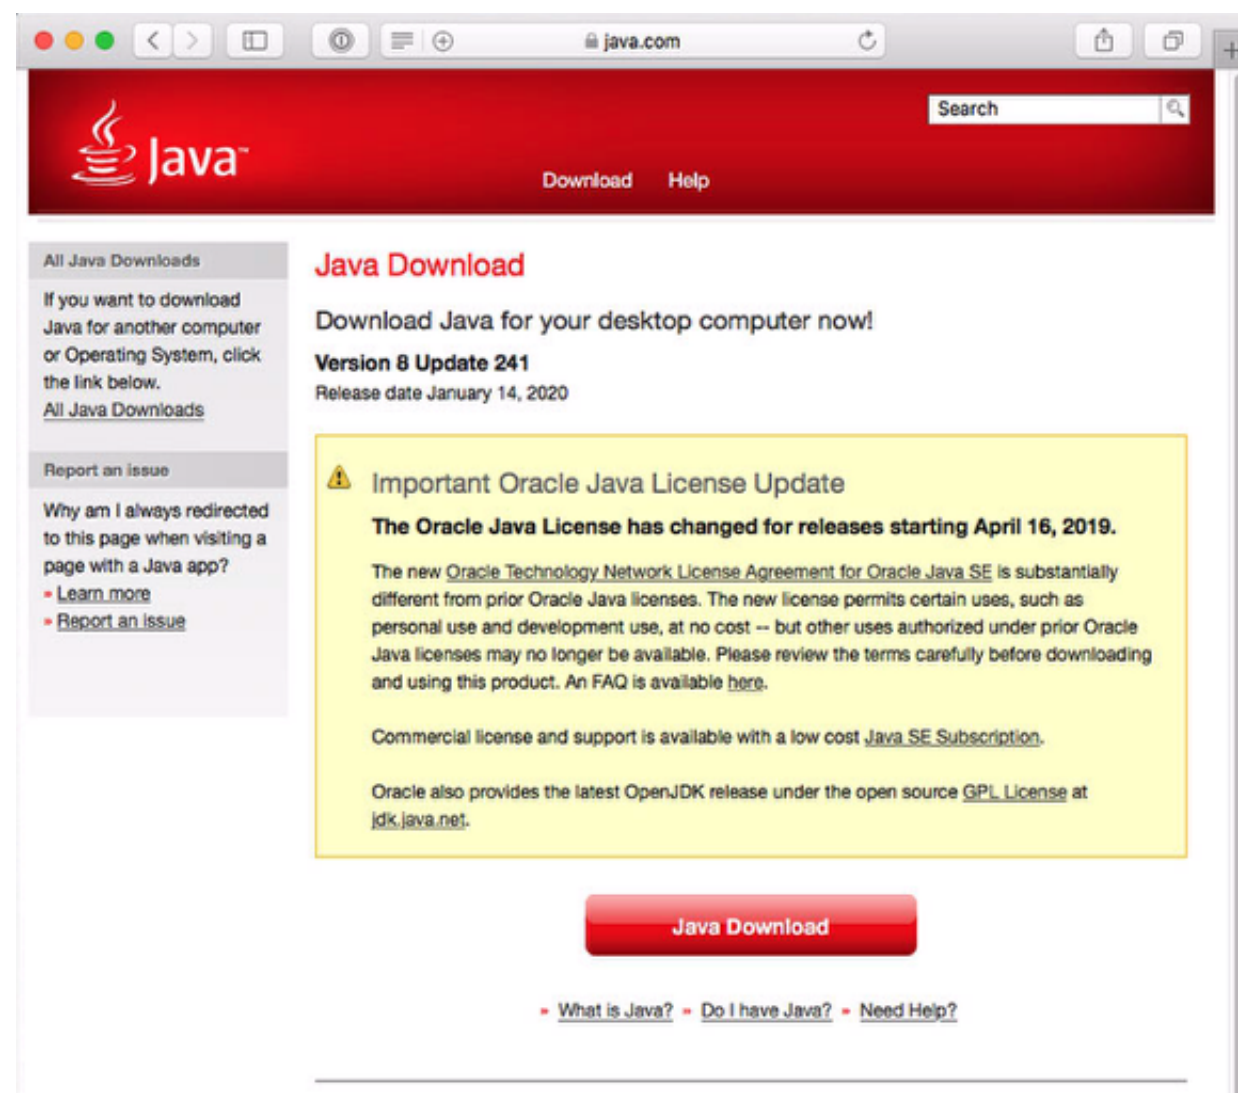 java.com
Search
Java™
Download Help
All Java Downloads
If you want to download
Java for another computer
or Operating System, click
the link below.
All Java Downloads
Report an issue
Why am I always redirected
to this page when visiting a
page with a Java app?
» Learn more
» Report an issue
Java Download
Download Java for your desktop computer now!
Version 8 Update 241
Release date January 14, 2020
Important Oracle Java License Update
The Oracle Java License has changed for releases starting April 16, 2019.
The new Oracle Technology Network License Agreement for Oracle Java SE is substantially
different from prior Oracle Java licenses. The new license permits certain uses, such as
personal use and development use, at no cost -- but other uses authorized under prior Oracle
Java licenses may no longer be available. Please review the terms carefully before downloading
and using this product. An FAQ is available here.
Commercial license and support is available with a low cost Java SE Subscription.
Oracle also provides the latest OpenJDK release under the open source GPL License at
jdk.java.net.
Java Download
» What is Java? » Do I have Java? » Need Help?